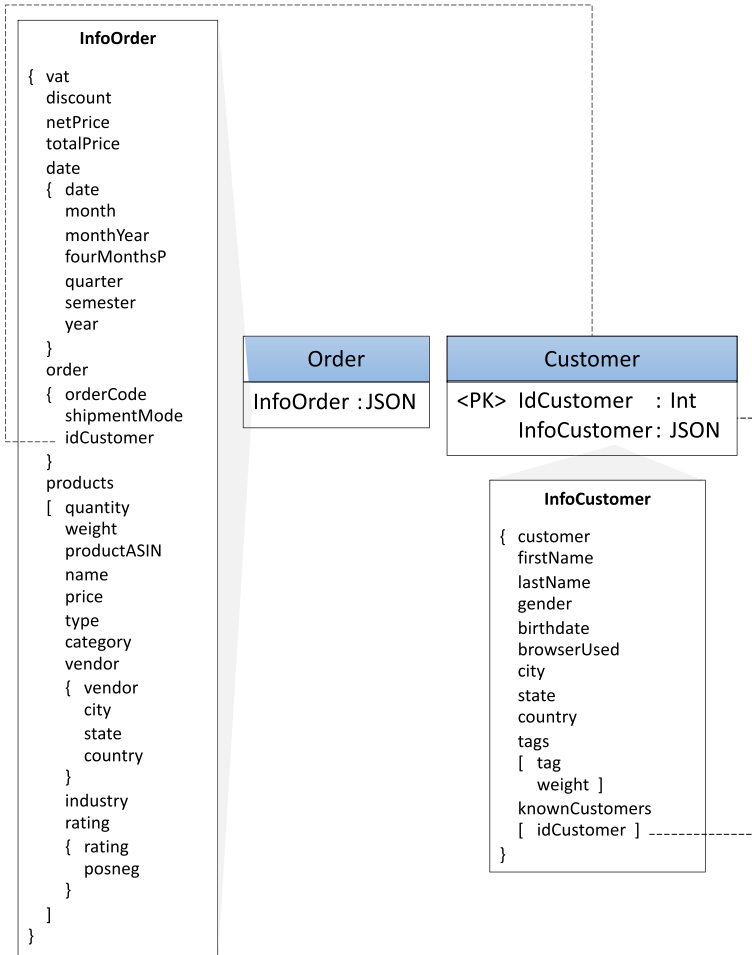 InfoOrder
{ vat
discount
netPrice
totalPrice
date
{ date
month
monthYear
fourMonthsP
quarter
semester
year
}
order
{ orderCode
shipmentMode
idCustomer
}
products
[ quantity
weight
productASIN
name
price
type
category
vendor
{ vendor
city
state
country
}
industry
rating
{ rating
posneg
}
]
}
Order
InfoOrder :JSON
Customer
<PK> IdCustomer : Int
InfoCustomer: JSON
InfoCustomer
{ customer
firstName
lastName
gender
birthdate
browserUsed
city
state
country
tags
[ tag
weight ]
knownCustomers
[ idCustomer ]
}